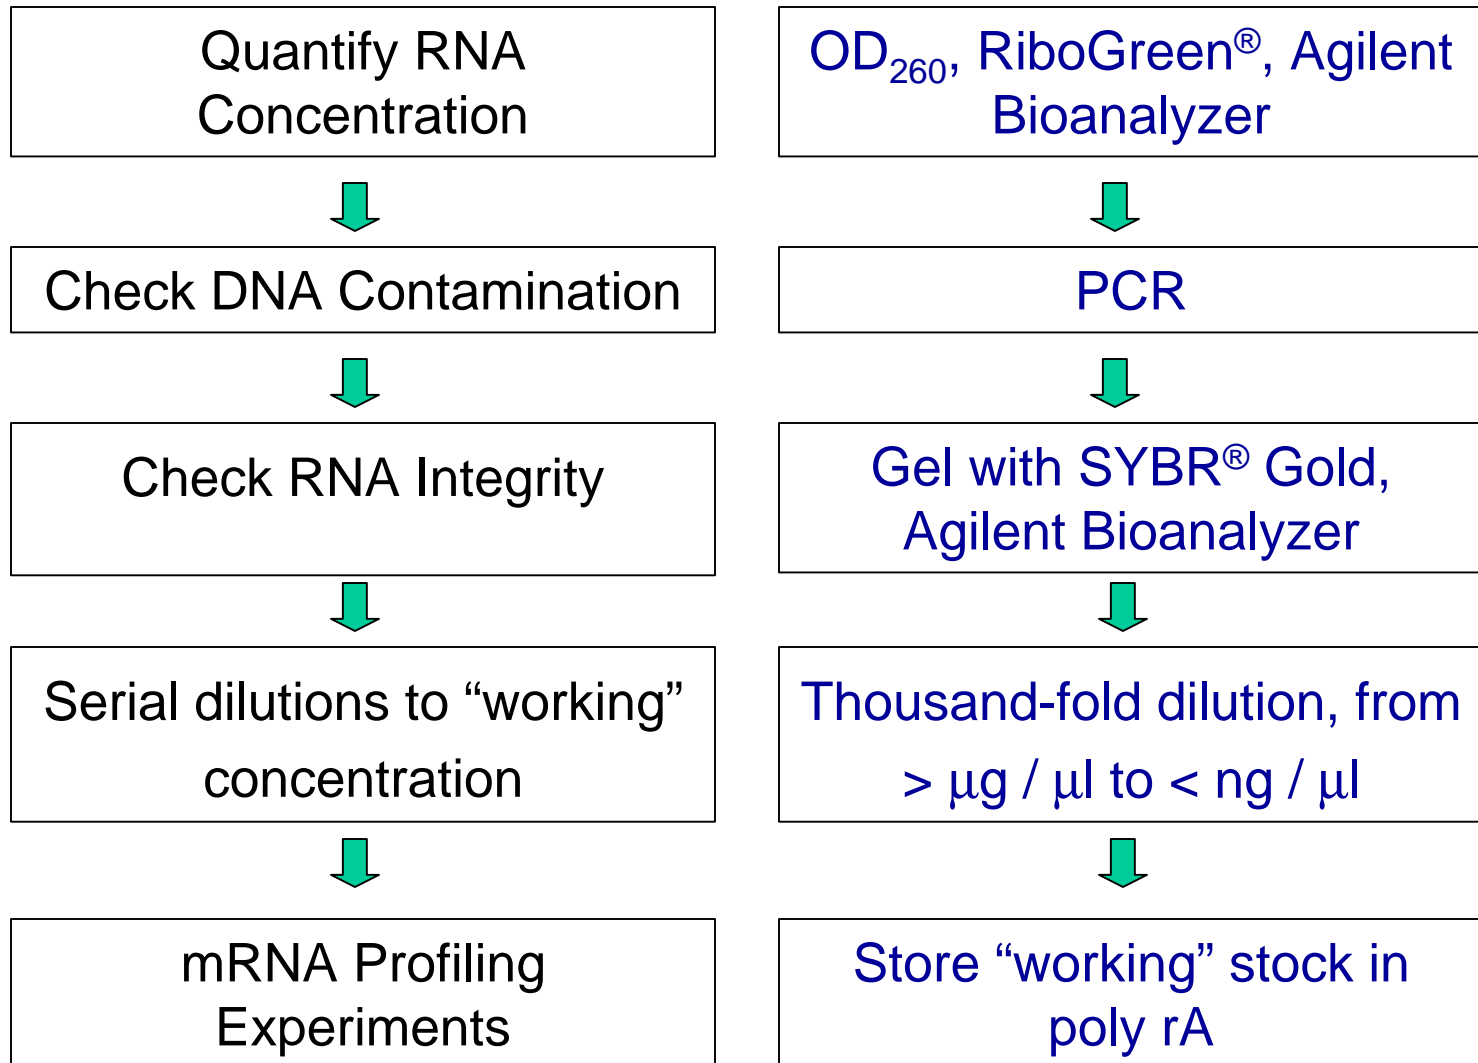 Quantify RNA
Concentration
OD260, RiboGreen®, Agilent
Bioanalyzer
Check DNA Contamination
PCR
Check RNA Integrity
Gel with SYBR® Gold,
Agilent Bioanalyzer
Serial dilutions to “working”
concentration
Thousand-fold dilution, from
> μg / μl to < ng / μl
mRNA Profiling
Experiments
Store “working” stock in
poly rA